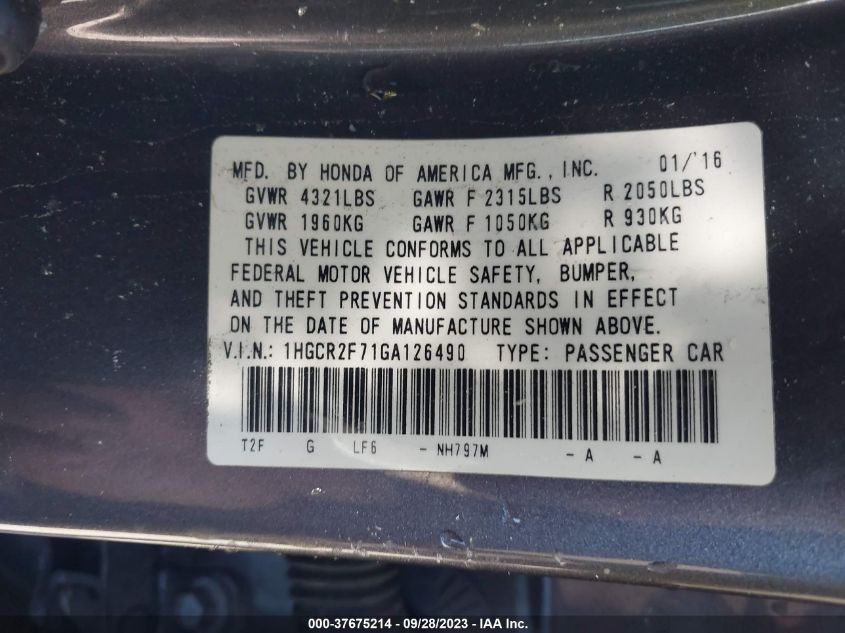 MFD. BY HONDA OF AMERICA MFG., INC. 01/'16
GVWR 4321LBS GAWR F 2315LBS R 2050LBS
GVWR 1960KG GAWR F 1050KG R 930KG
THIS VEHICLE CONFORMS TO ALL APPLICABLE
FEDERAL MOTOR VEHICLE SAFETY, BUMPER,
AND THEFT PREVENTION STANDARDS IN EFFECT
ON THE DATE OF MANUFACTURE SHOWN ABOVE.
V.I.N.: 1HGCR2F71GA126490 TYPE: PASSENGER CAR
T2F G LF6 - NH797M - A - A
000-37675214 - 09/28/2023 - IAA Inc.